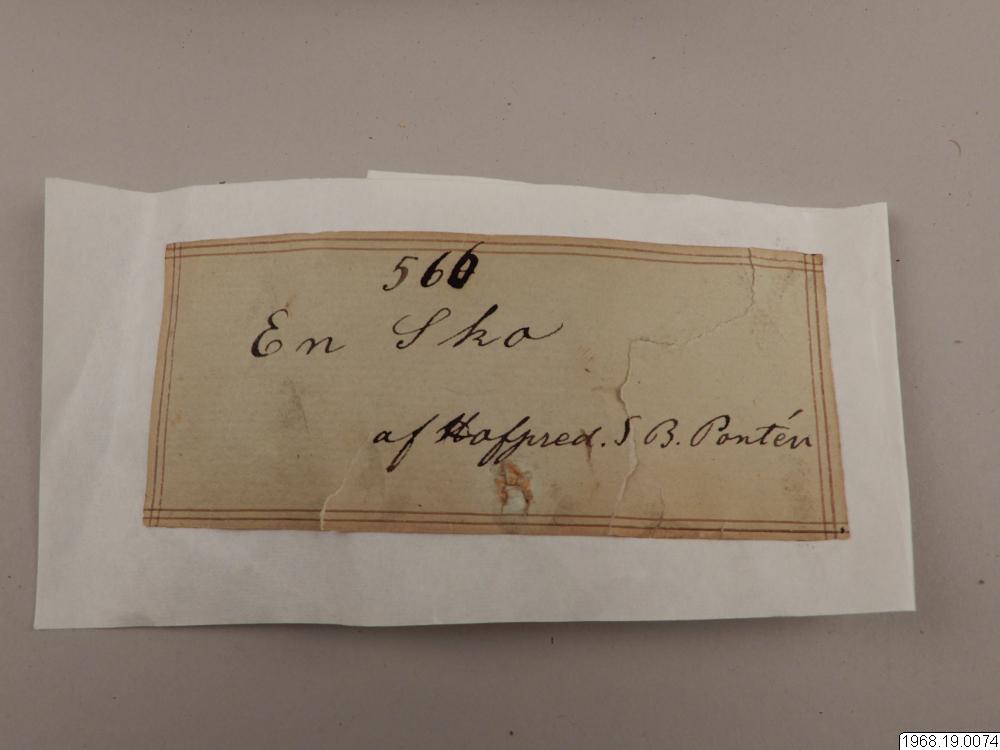 566
En Sko
af Hofpred. S B. Pontén
1968.19.0074